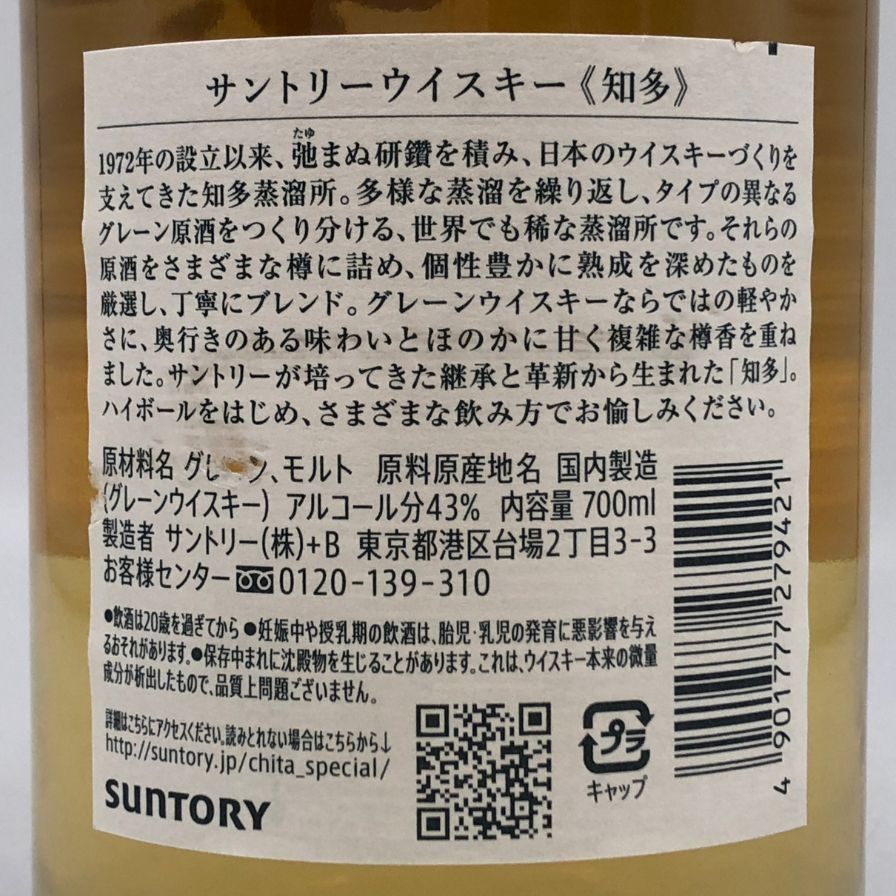 サントリーウイスキー《知多》
たゆ
1972年の設立以来、弛まぬ研鑽を積み、日本のウイスキーづくりを
支えてきた知多蒸溜所。多様な蒸溜を繰り返し、タイプの異なる
グレーン原酒をつくり分ける、世界でも稀な蒸溜所です。それらの
原酒をさまざまな樽に詰め、個性豊かに熟成を深めたものを
厳選し、丁寧にブレンド。グレーンウイスキーならではの軽やか
さに、奥行きのある味わいとほのかに甘く複雑な樽香を重ね
ました。サントリーが培ってきた継承と革新から生まれた「知多」。
ハイボールをはじめ、さまざまな飲み方でお愉しみください。
原材料名 グレーン、モルト 原料原産地名 国内製造
(グレーンウイスキー) アルコール分43% 内容量700ml
製造者 サントリー(株)+B 東京都港区台場2丁目3-3
お客様センター 0120-139-310
●飲酒は20歳を過ぎてから ●妊娠中や授乳期の飲酒は、胎児・乳児の発育に悪影響を与え
るおそれがあります。●保存中まれに沈殿物を生じることがあります。これは、ウイスキー本来の微量
成分が析出したもので、品質上問題ございません。
詳細はこちらにアクセスください。読みとれない場合はこちらから↓
http://suntory.jp/chita_special/
SUNTORY
プラ
キャップ
4 901777 279421